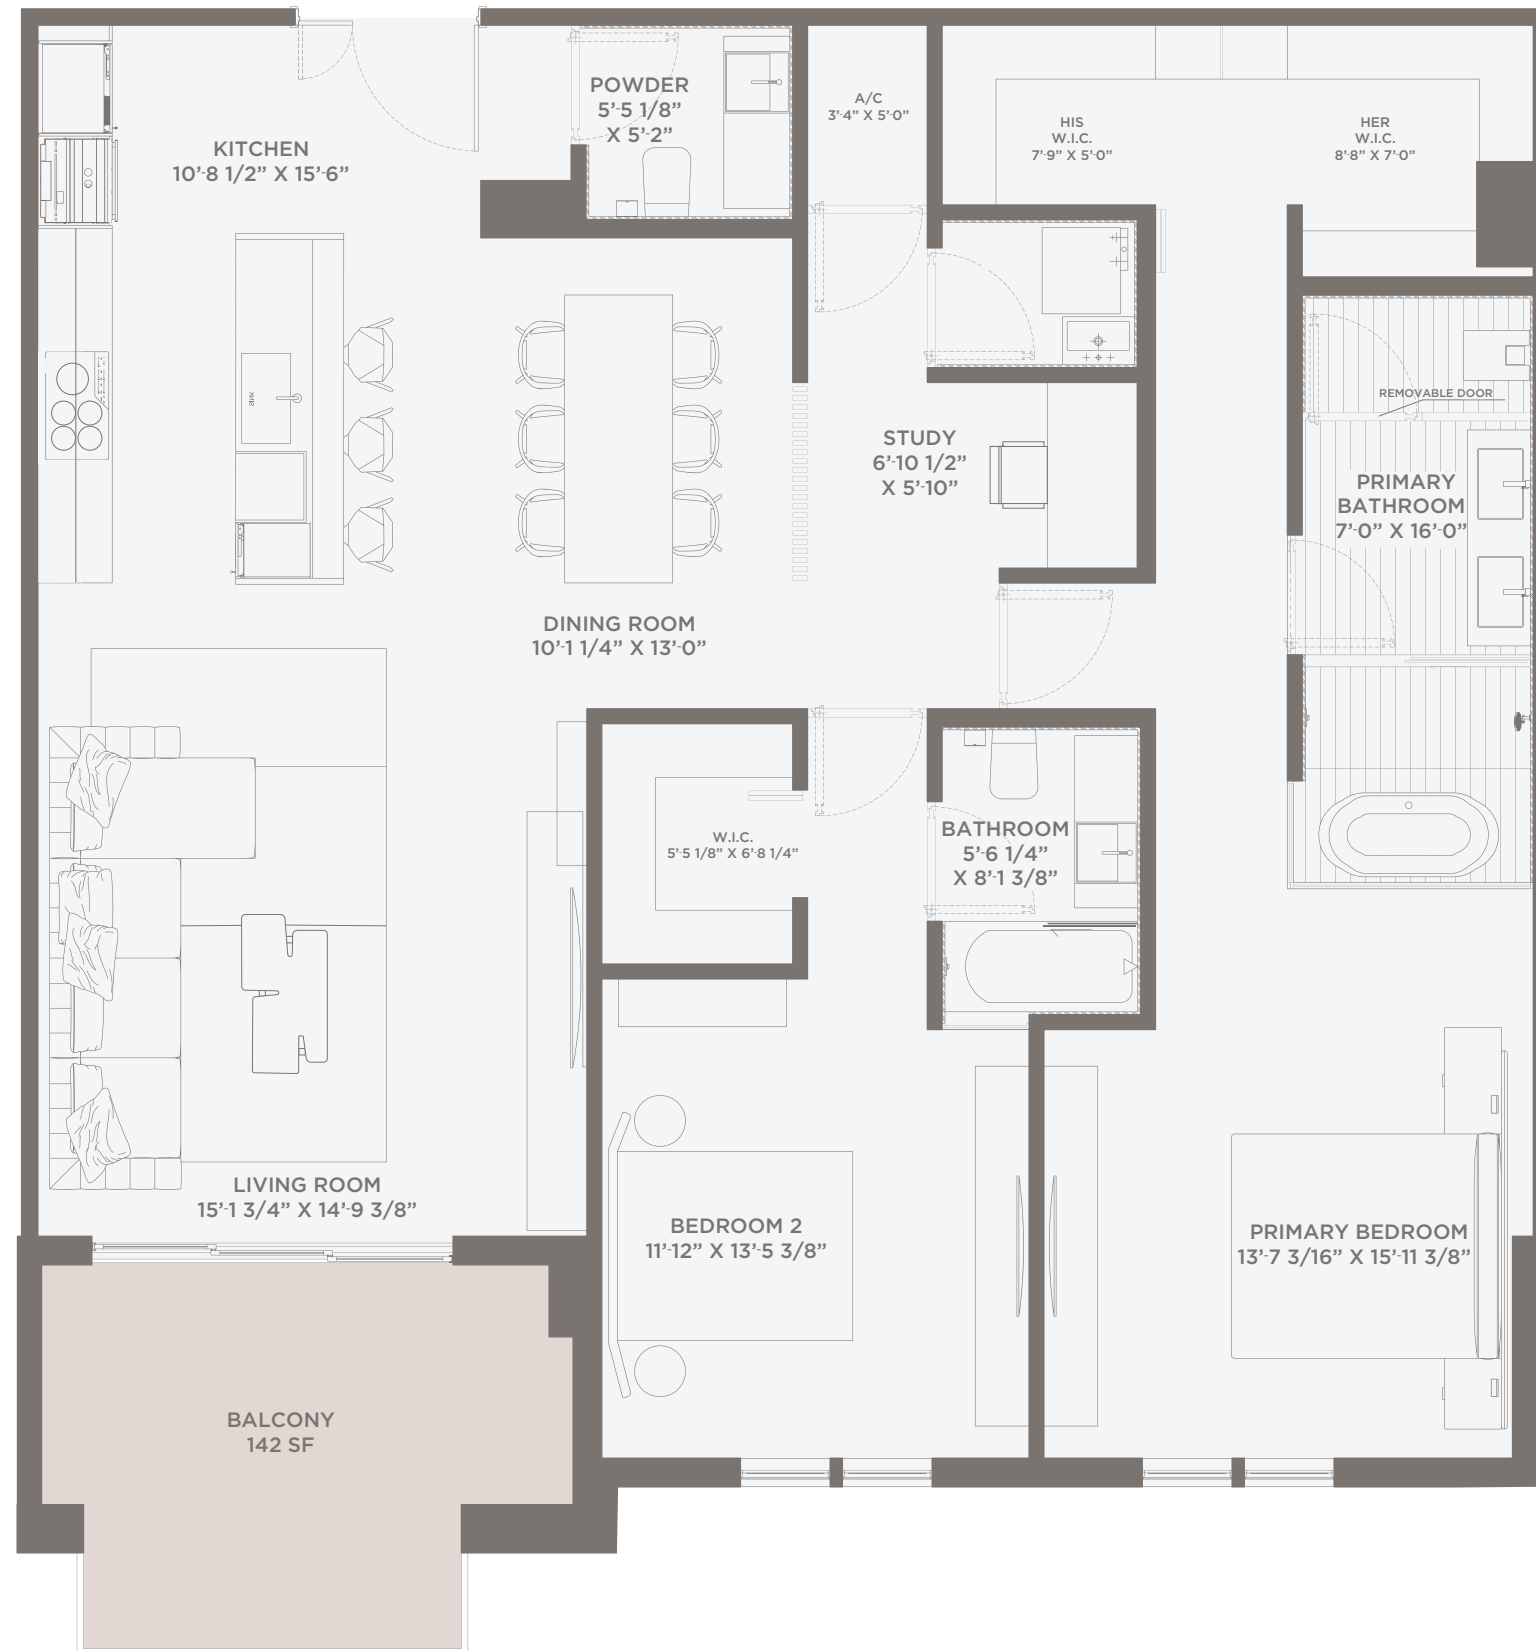 POWDER
5'-5 1/8”
X 5'-2”
A/C
3'-4” X 5'-0”
HIS
W.I.C.
7'-9” X 5'-0”
HER
W.I.C.
8'-8” X 7'-0”
KITCHEN
10'-8 1/2” X 15'-6”
REMOVABLE DOOR
STUDY
6'-10 1/2”
X 5'-10”
PRIMARY
BATHROOM
7'-0” X 16'-0”
DINING ROOM
10'-1 1/4” X 13'-0”
W.I.C.
5'-5 1/8” X 6'-8 1/4”
BATHROOM
5'-6 1/4”
X 8'-1 3/8”
LIVING ROOM
15'-1 3/4” X 14'-9 3/8”
BEDROOM 2
11'-12” X 13'-5 3/8”
PRIMARY BEDROOM
13'-7 3/16” X 15'-11 3/8”
BALCONY
142 SF